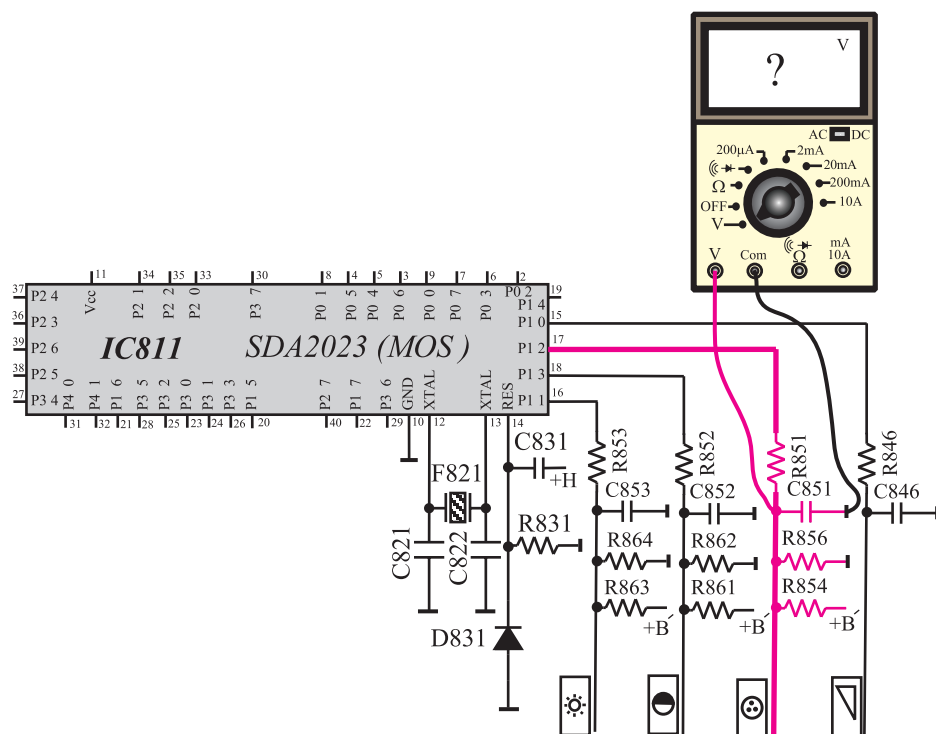 V
?
AC DC
200µA 2mA
20mA
Ω 200mA
OFF 10A
V
V Com Ω mA
10A
11 34 35 33 30 8 4 5 3 9 7 6 2
37 P2 4 Vcc P2 1 P2 2 P2 0 P3 7 P0 1 P0 5 P0 4 P0 6 P0 0 P0 7 P0 3 P0 2
P1 4 19
36 P2 3 P1 0 15
39 P2 6 IC811 SDA2023 (MOS ) P1 2 17
38 P2 5 P1 3 18
27 P3 4 P4 0 P4 1 P1 6 P3 5 P3 2 P3 0 P3 1 P3 3 P1 5 P2 7 P1 7 P3 6 GND XTAL XTAL RES P1 1 16
31 32 21 28 25 23 24 26 20 40 22 29 10 12 13 14
R853 R852 R851 R846
C831
+H
F821
C853 C852 C851 C846
C821 C822 R831
R864 R862 R856
R863 R861 R854
+B´ +B´ +B´
D831